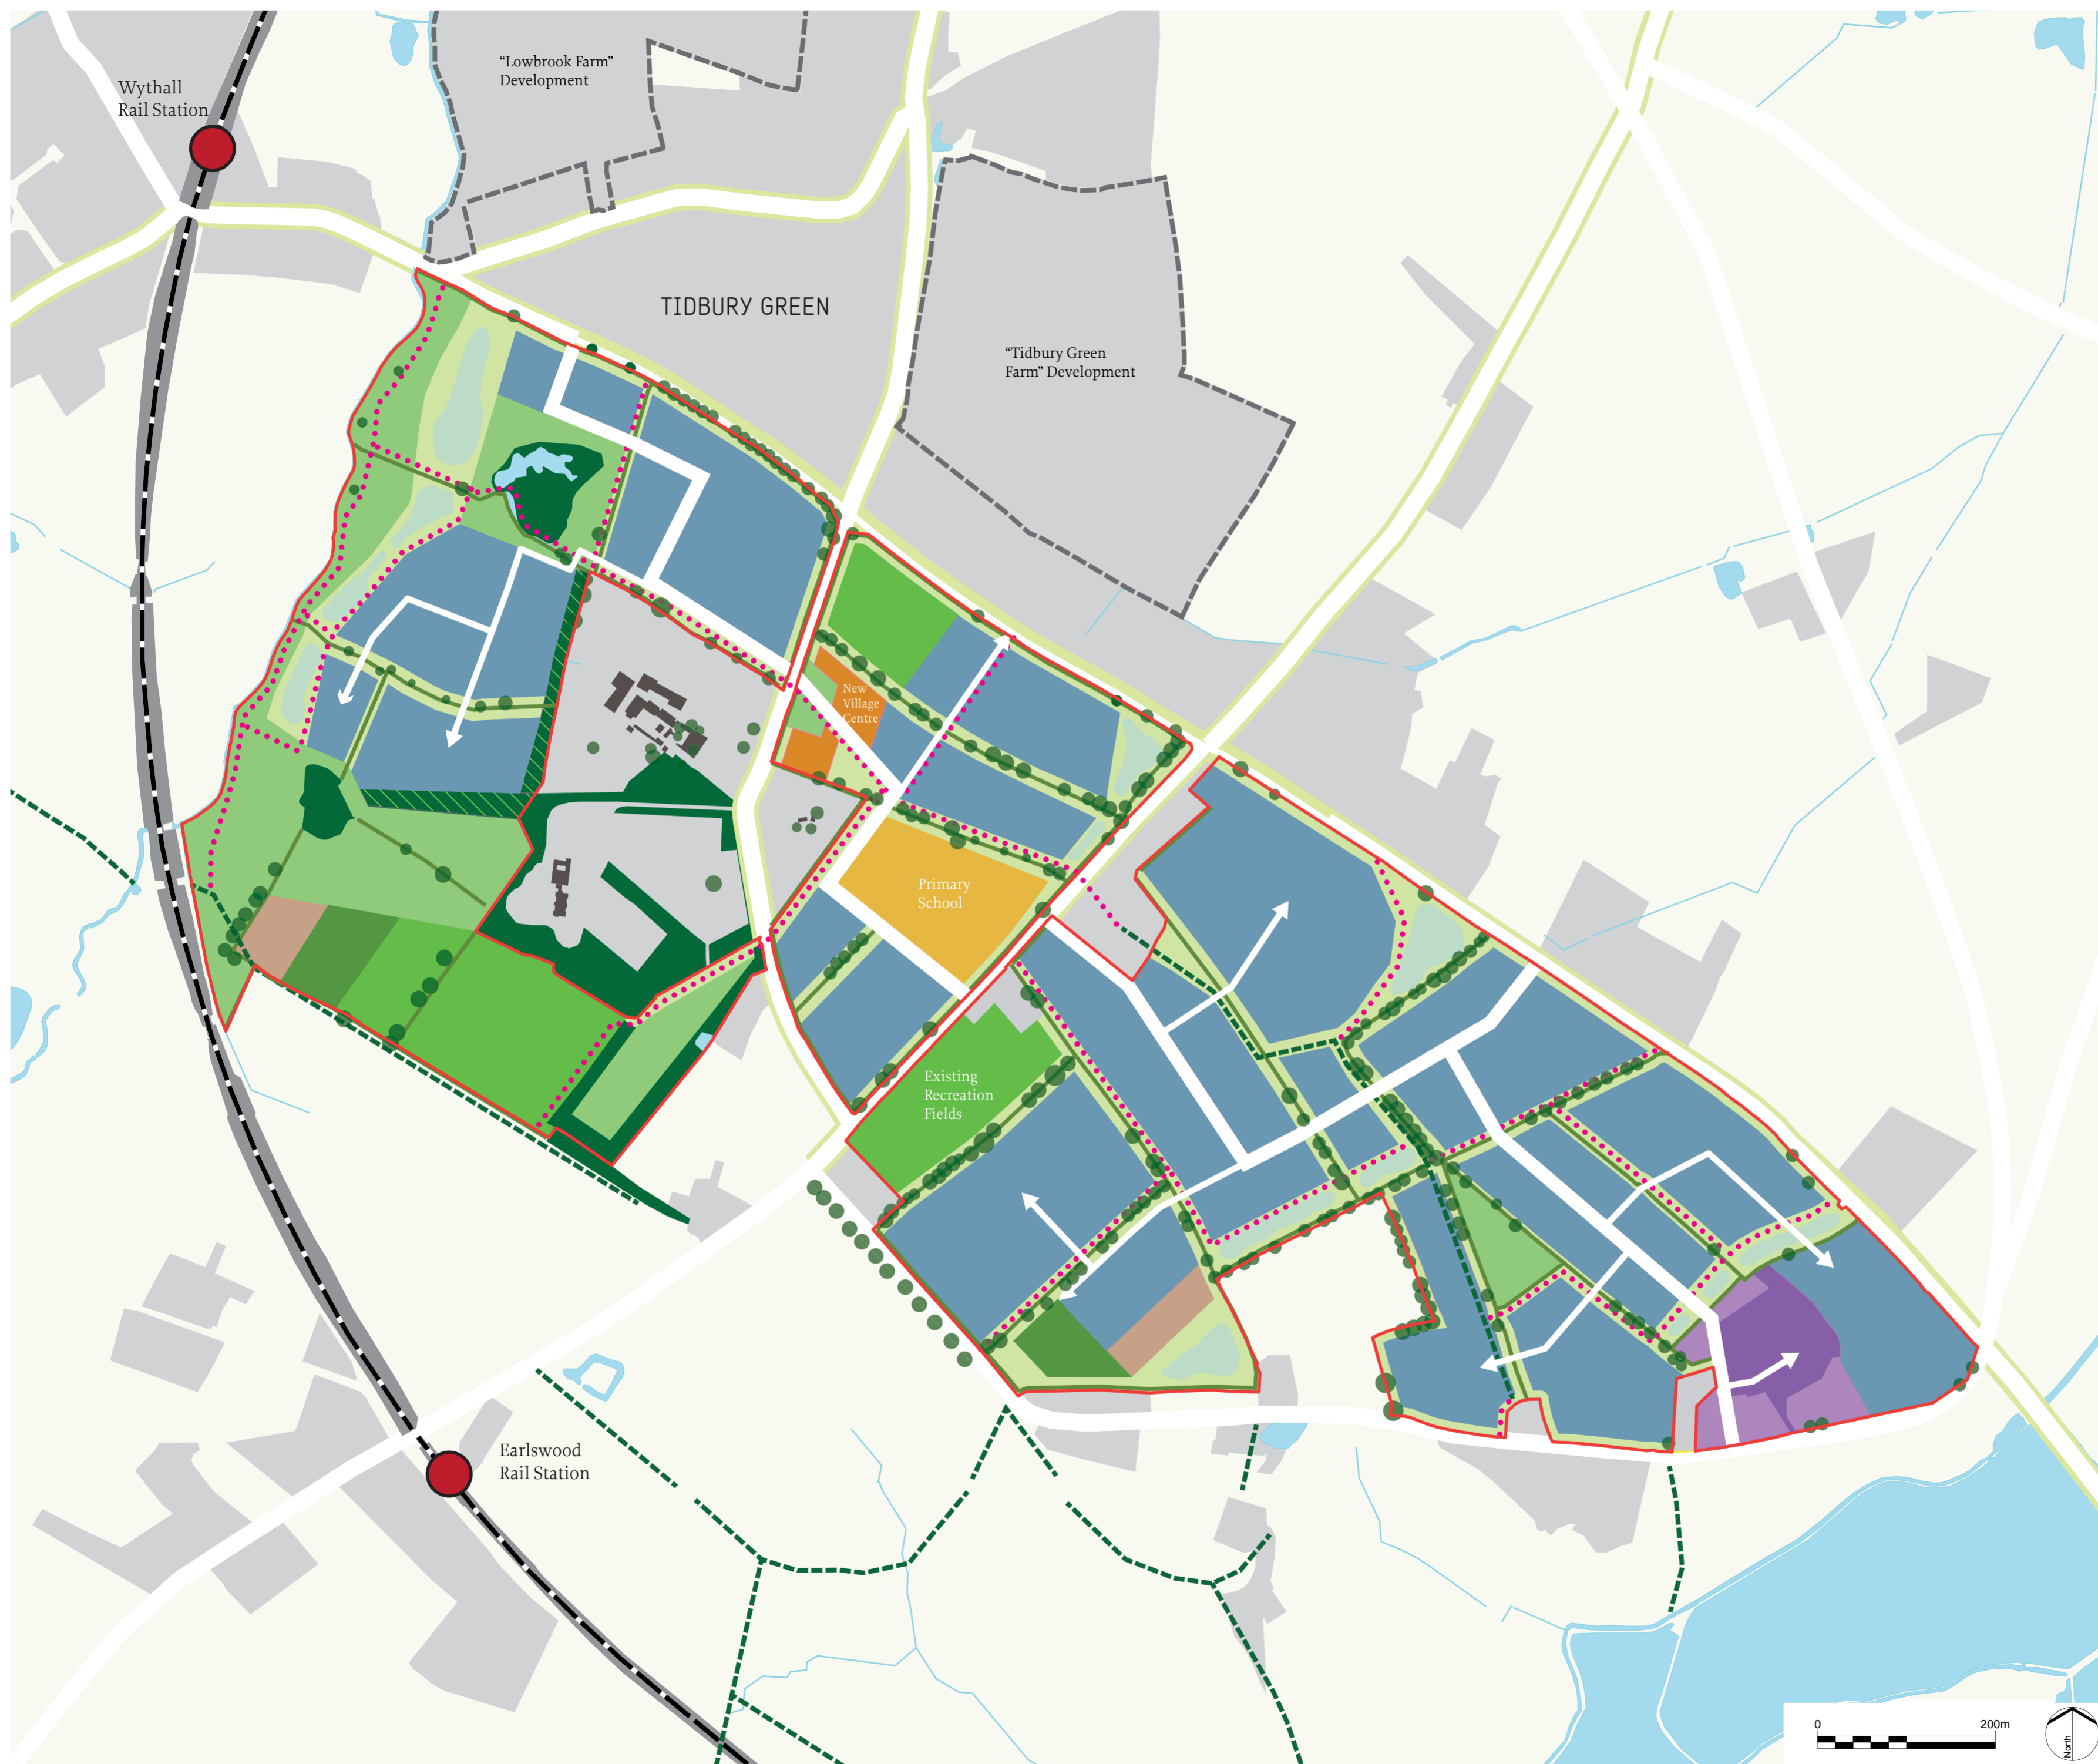 “Lowbrook Farm”
Development
Wythall
Rail Station
TIDBURY GREEN
“Tidbury Green
Farm” Development
New
Village
Centre
Primary
School
Existing
Recreation
Fields
Earlswood
Rail Station
0
200m
North